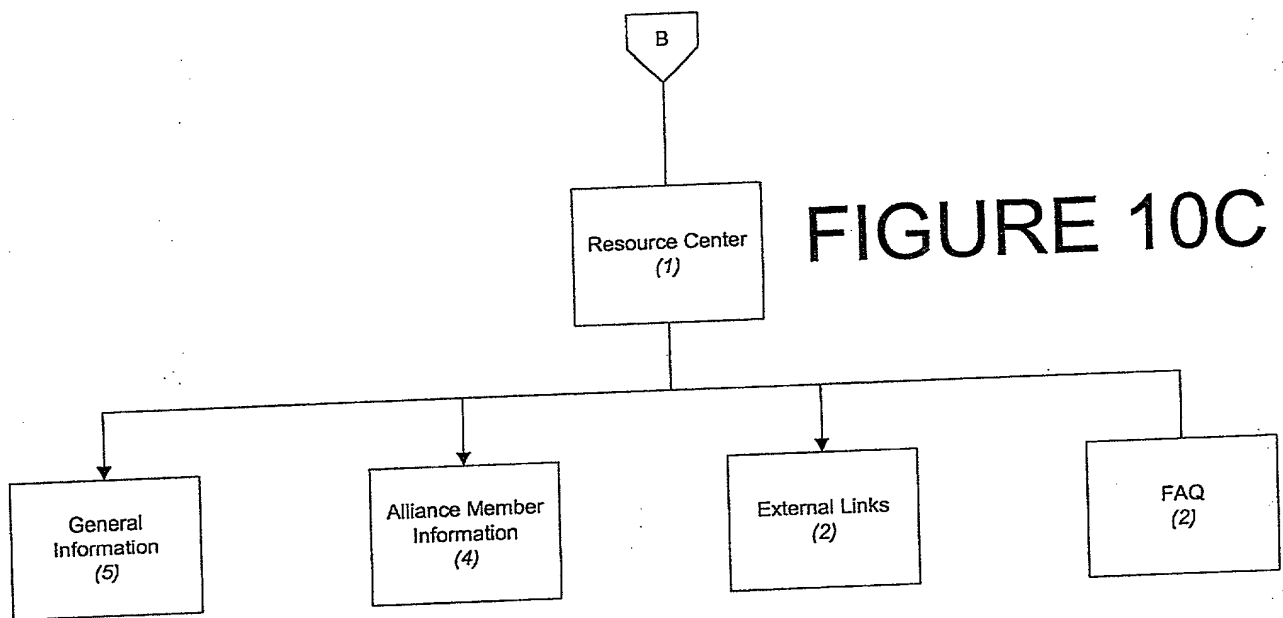 B
Resource Center
(1)
FIGURE 10C
General
Information
(5)
Alliance Member
Information
(4)
External Links
(2)
FAQ
(2)